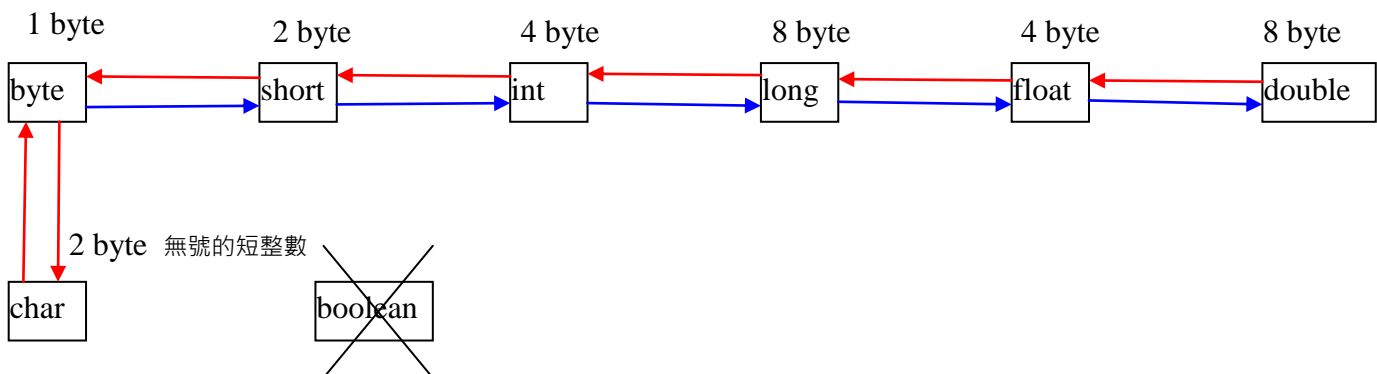 1 byte 2 byte 4 byte 8 byte 4 byte 8 byte
byte short int long float double
2 byte 無號的短整數
char boolean